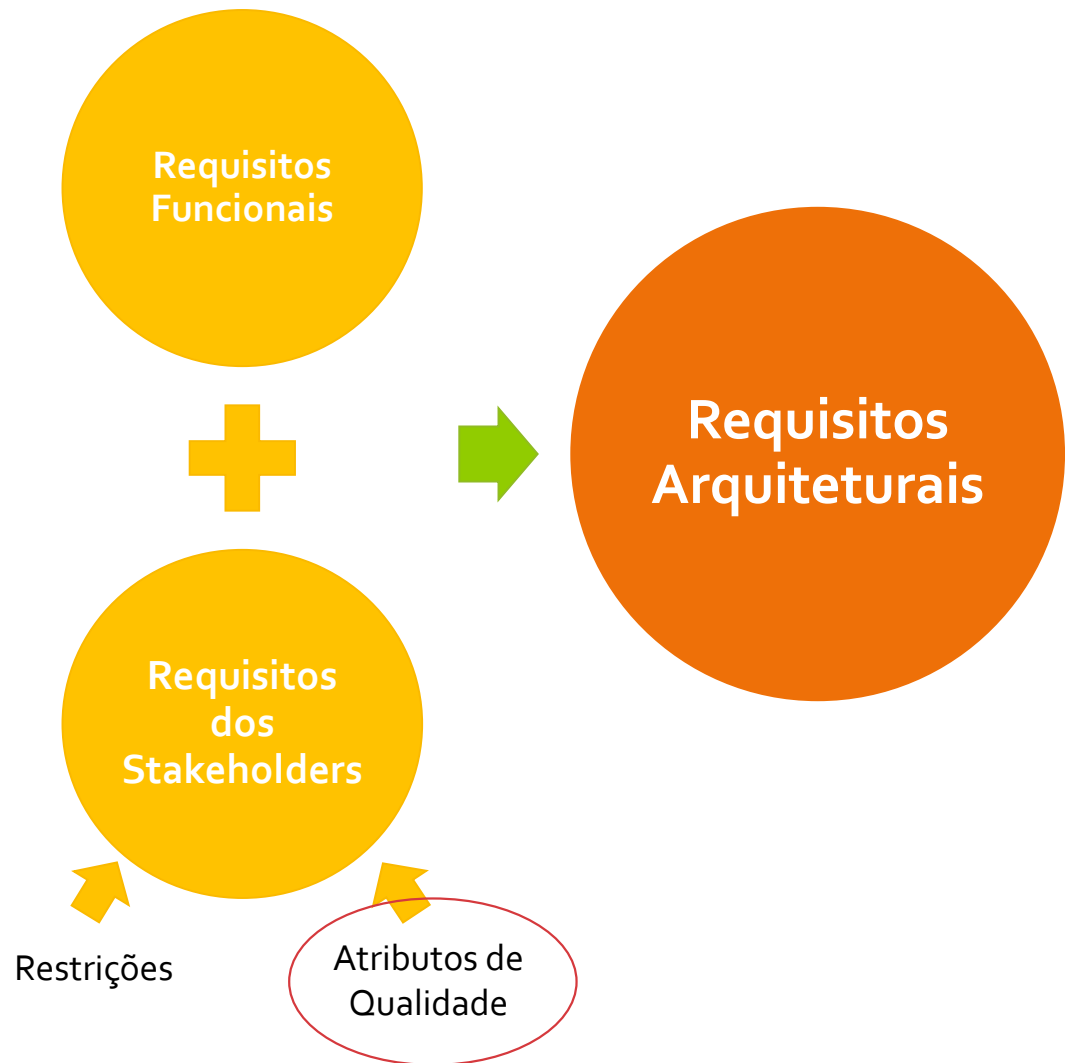 Requisitos
Funcionais
Requisitos
Arquiteturais
Requisitos
dos
Stakeholders
Restrições
Atributos de
Qualidade